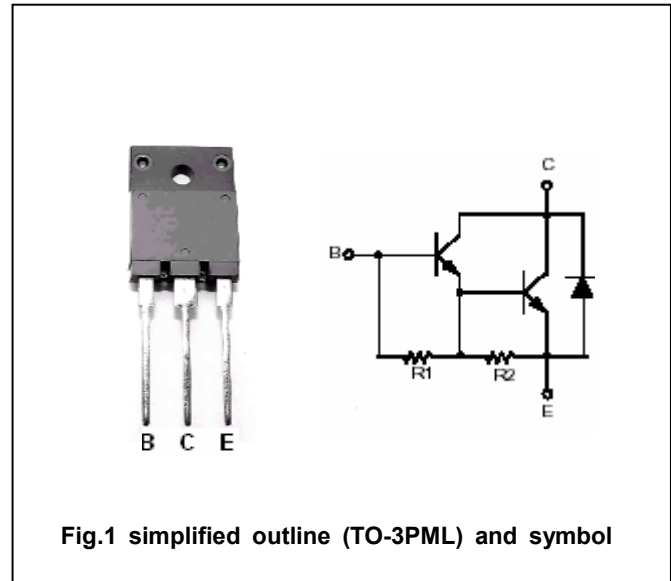 C
B
R1 R2
E
B C E
Fig.1 simplified outline (TO-3PML) and symbol